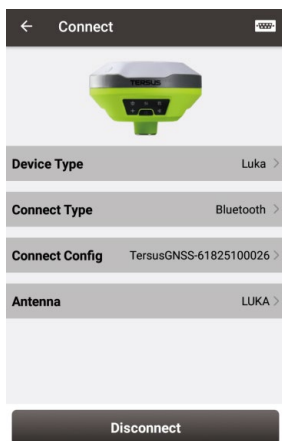 Connect
TERSUS
Device Type Luka
Connect Type Bluetooth
Connect Config TersusGNSS-61825100026
Antenna LUKA
Disconnect